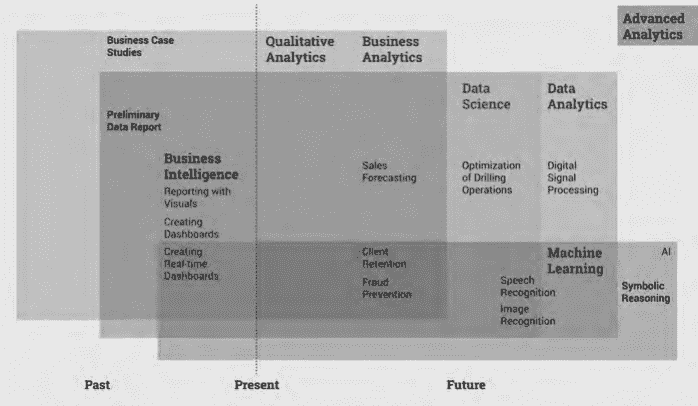 Advanced
Analytics
Business Case
Studies
Qualitative
Analytics
Business
Analytics
Data
Science
Data
Analytics
Preliminary
Data Report
Business
Intelligence
Reporting with
Visuals
Creating
Dashboards
Creating
Real-time
Dashboards
Sales
Forecasting
Optimization
of Drilling
Operations
Digital
Signal
Processing
Client
Retention
Fraud
Prevention
Machine
Learning
AI
Speech
Recognition
Image
Recognition
Symbolic
Reasoning
Past
Present
Future